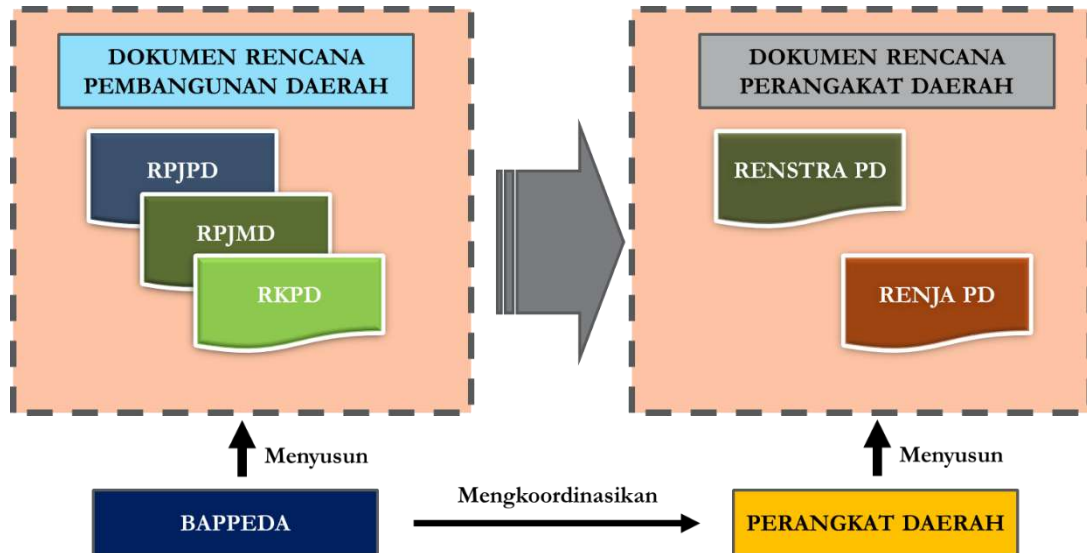 DOKUMEN RENCANA
PEMBANGUNAN DAERAH
RPJPD
RPJMD
RKPD
DOKUMEN RENCANA
PERANGAKAT DAERAH
RENSTRA PD
RENJA PD
Menyusun
Menyusun
BAPPEDA
Mengkoordinasikan
PERANGKAT DAERAH